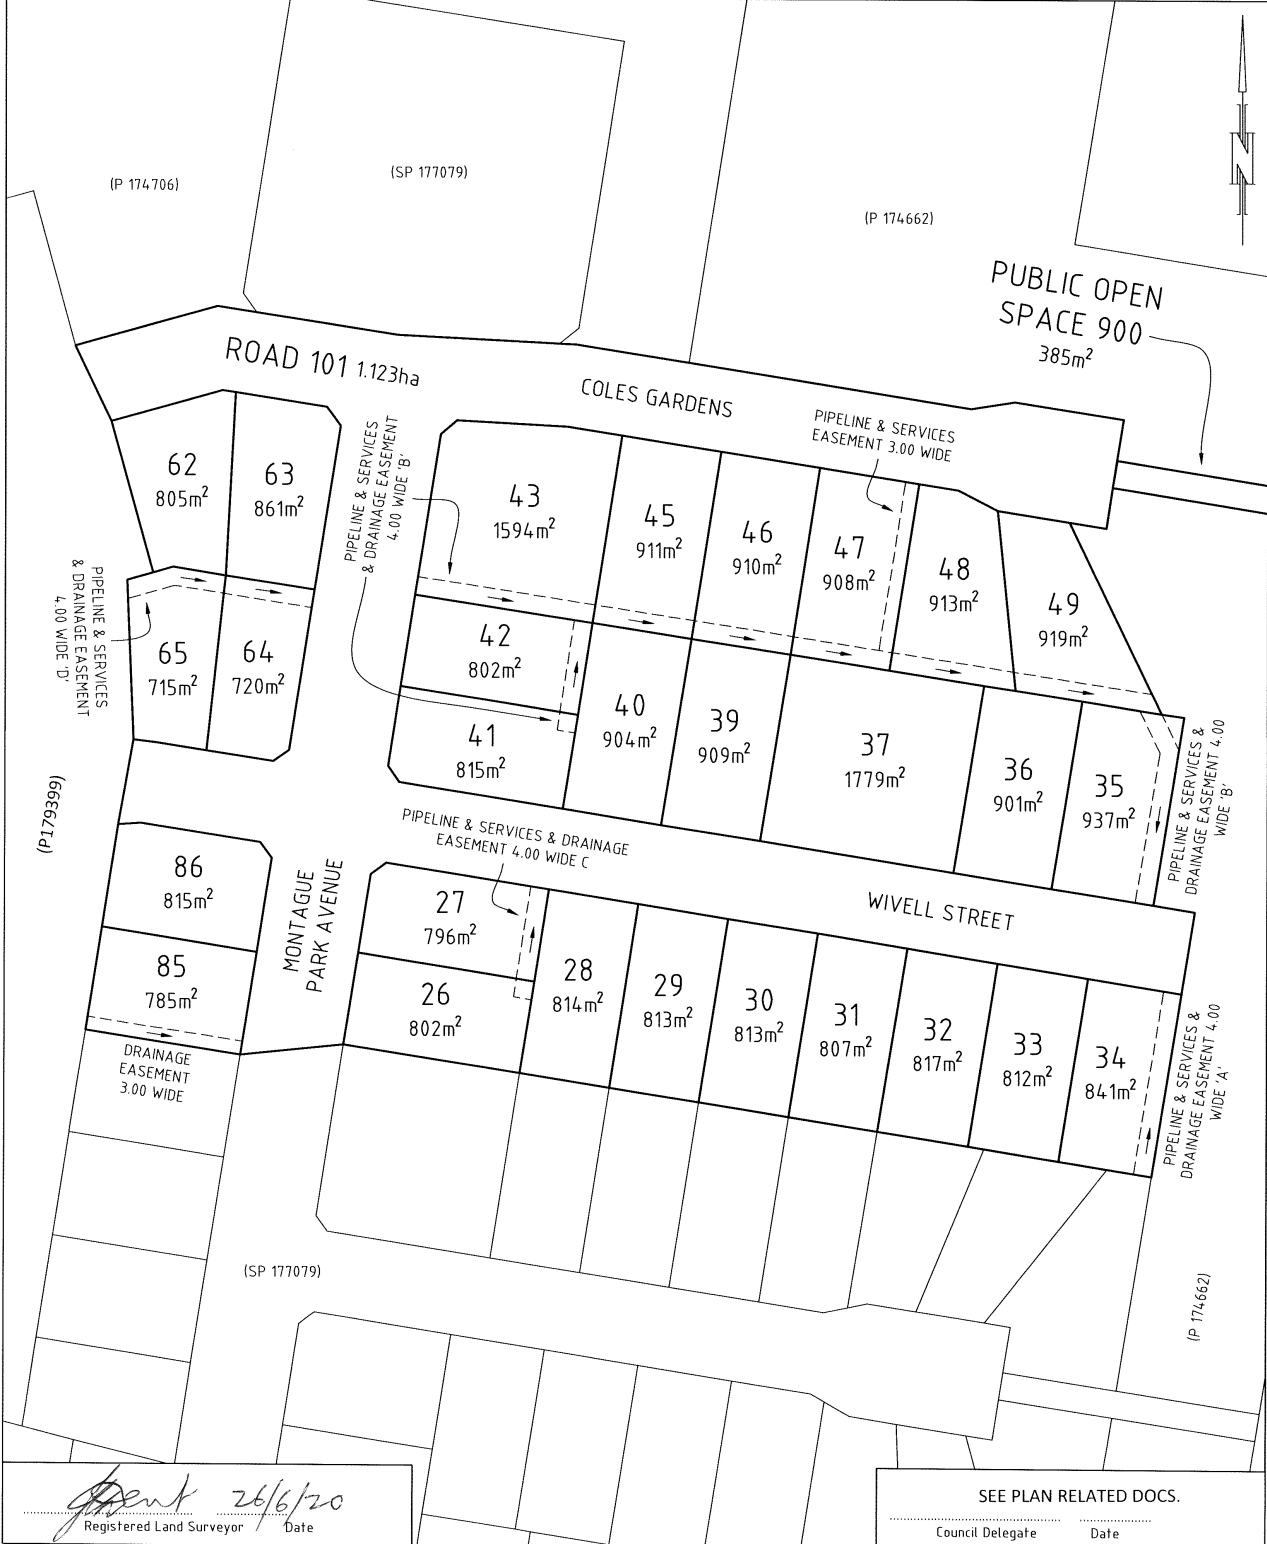 (P 174706)
(SP 177079)
(P 174662)
N
PUBLIC OPEN
SPACE 900
385m²
ROAD 101 1.123ha
COLES GARDENS
PIPELINE & SERVICES
EASEMENT 3.00 WIDE
PIPELINE & SERVICES
& DRAINAGE EASEMENT
4.00 WIDE 'B'
62
805m²
63
861m²
43
1594m²
45
911m²
46
910m²
47
908m²
48
913m²
49
919m²
PIPELINE & SERVICES
& DRAINAGE EASEMENT
4.00 WIDE 'D'
65
715m²
64
720m²
42
802m²
41
815m²
40
904m²
39
909m²
37
1779m²
36
901m²
35
937m²
PIPELINE & SERVICES &
DRAINAGE EASEMENT 4.00
WIDE 'B'
(P179399)
PIPELINE & SERVICES & DRAINAGE
EASEMENT 4.00 WIDE C
86
815m²
85
785m²
MONTAGUE
PARK AVENUE
WIVELL STREET
27
796m²
26
802m²
28
814m²
29
813m²
30
813m²
31
807m²
32
817m²
33
812m²
34
841m²
PIPELINE & SERVICES &
DRAINAGE EASEMENT 4.00
WIDE 'A'
DRAINAGE
EASEMENT
3.00 WIDE
(SP 177079)
(P 174662)
26/6/20
Registered Land Surveyor Date
SEE PLAN RELATED DOCS.
Council Delegate Date